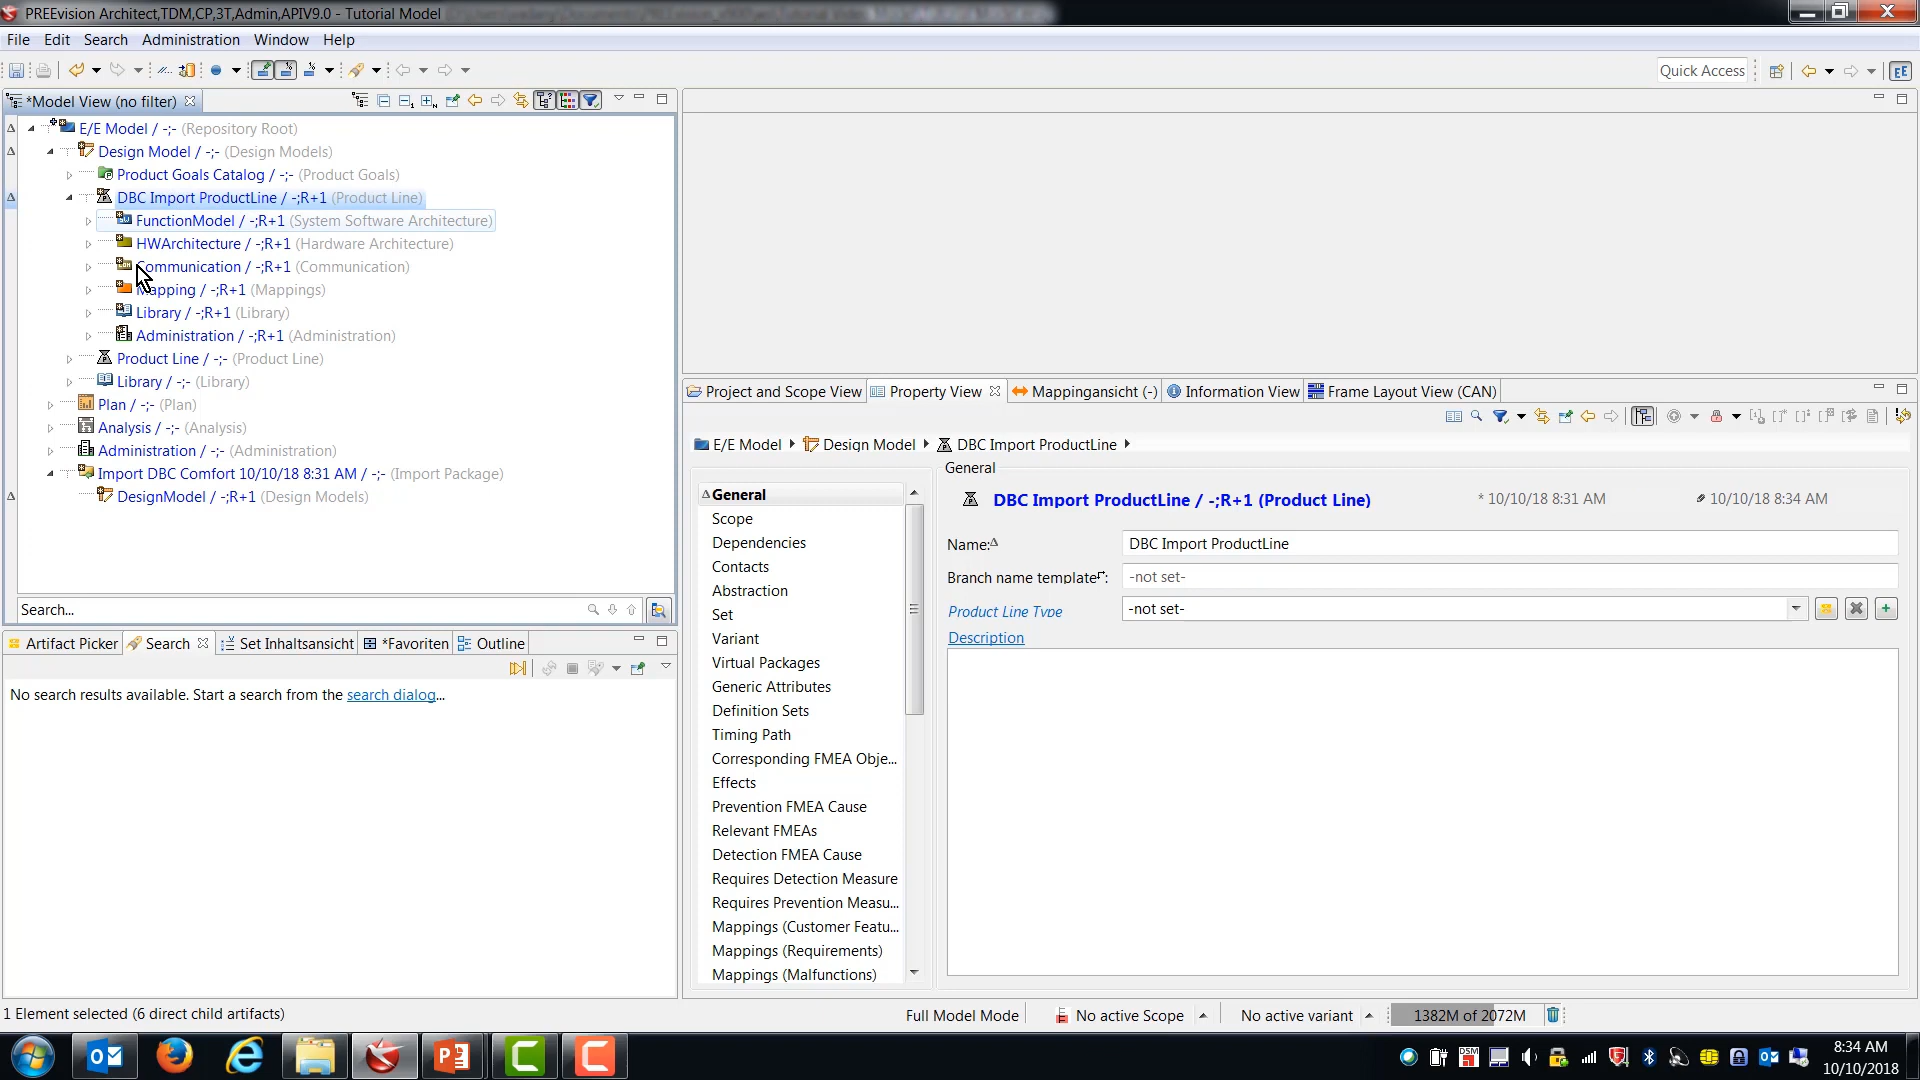 PREEvision Architect,TDM,CP,3T,Admin,APIV9.0 - Tutorial Model
File Edit Search Administration Window Help
Quick Access
EE
*Model View (no filter)
E/E Model / -;- (Repository Root)
Design Model / -;- (Design Models)
Product Goals Catalog / -;- (Product Goals)
DBC Import ProductLine / -;R+1 (Product Line)
FunctionModel / -;R+1 (System Software Architecture)
HWArchitecture / -;R+1 (Hardware Architecture)
Communication / -;R+1 (Communication)
Mapping / -;R+1 (Mappings)
Library / -;R+1 (Library)
Administration / -;R+1 (Administration)
Product Line / -;- (Product Line)
Library / -;- (Library)
Plan / -;- (Plan)
Analysis / -;- (Analysis)
Administration / -;- (Administration)
Import DBC Comfort 10/10/18 8:31 AM / -;- (Import Package)
DesignModel / -;R+1 (Design Models)
Search...
Artifact Picker Search Set Inhaltsansicht *Favoriten Outline
No search results available. Start a search from the search dialog...
Project and Scope View Property View Mappingansicht (-) Information View Frame Layout View (CAN)
E/E Model Design Model DBC Import ProductLine
General
Scope
Dependencies
Contacts
Abstraction
Set
Variant
Virtual Packages
Generic Attributes
Definition Sets
Timing Path
Corresponding FMEA Obje...
Effects
Prevention FMEA Cause
Relevant FMEAs
Detection FMEA Cause
Requires Detection Measure
Requires Prevention Measu...
Mappings (Customer Featu...
Mappings (Requirements)
Mappings (Malfunctions)
General
DBC Import ProductLine / -;R+1 (Product Line) * 10/10/18 8:31 AM 10/10/18 8:34 AM
Name: DBC Import ProductLine
Branch name template: -not set-
Product Line Type -not set-
Description
1 Element selected (6 direct child artifacts) Full Model Mode No active Scope No active variant 1382M of 2072M
8:34 AM
10/10/2018